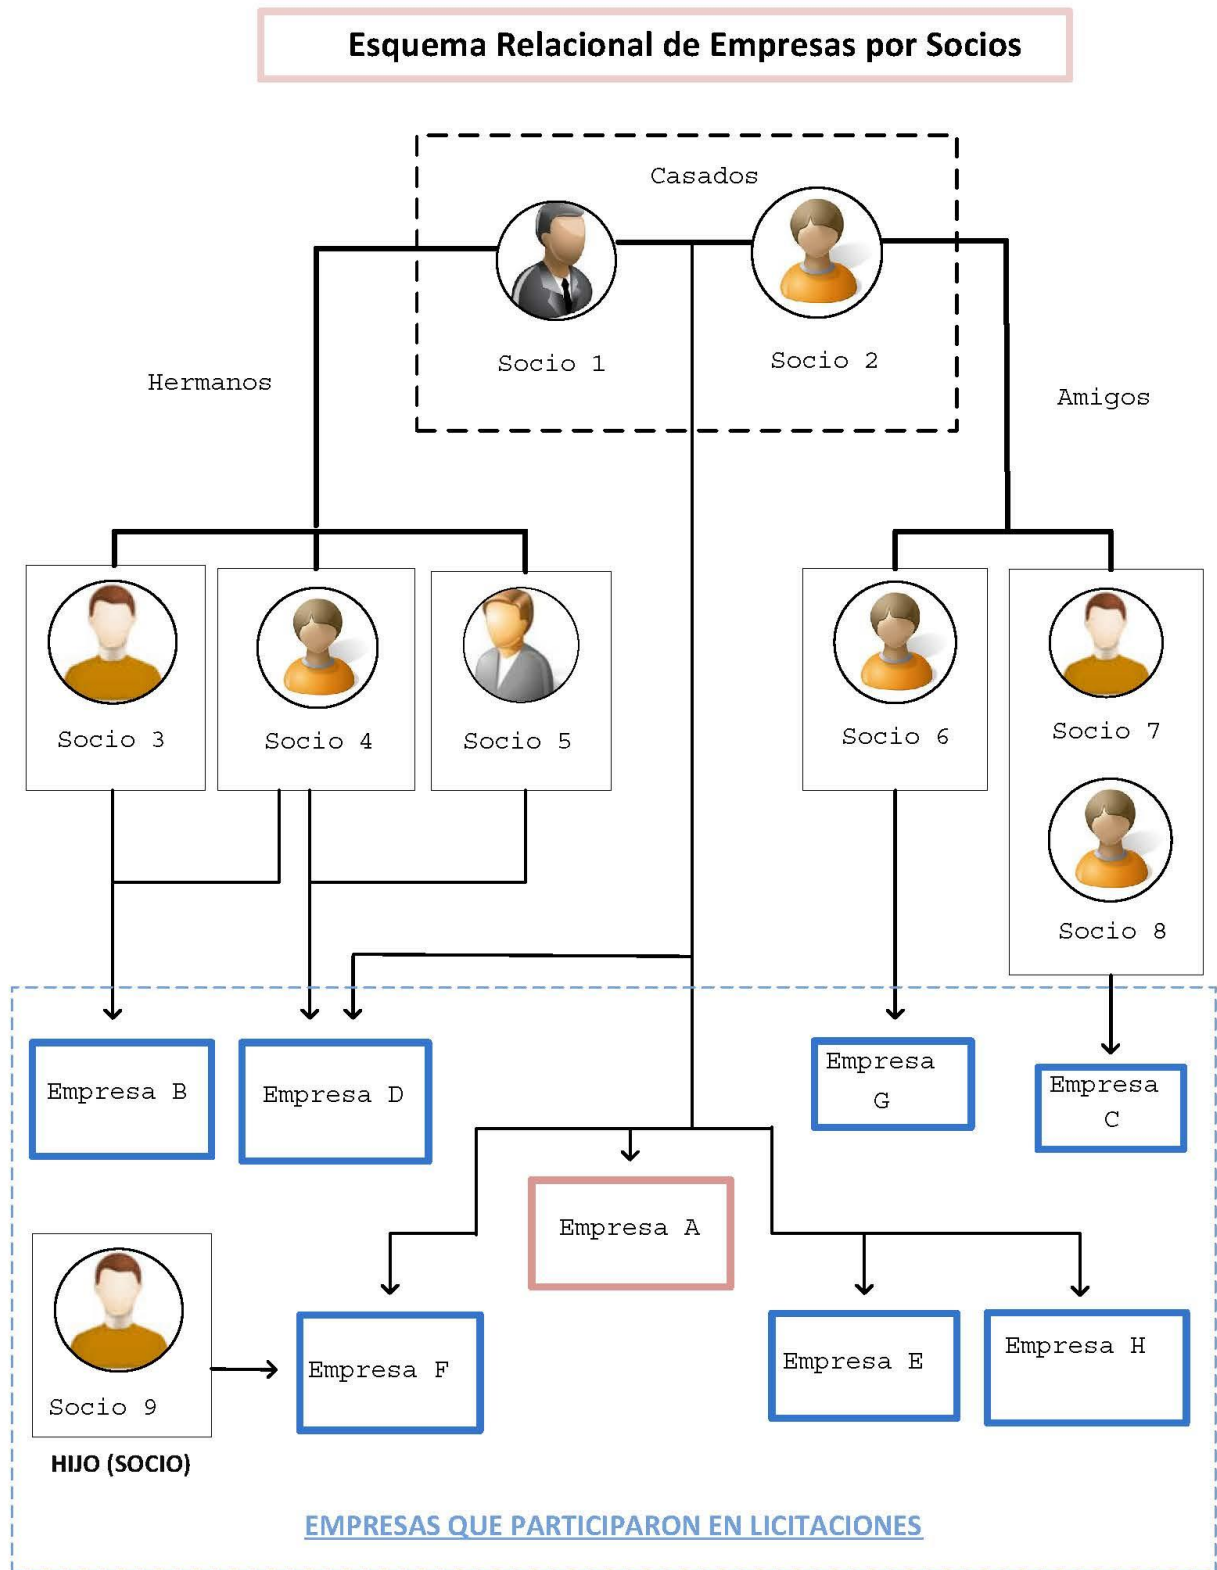 Esquema Relacional de Empresas por Socios
Casados
Socio 1
Socio 2
Hermanos
Amigos
Socio 3
Socio 4
Socio 5
Socio 6
Socio 7
Socio 8
Empresa B
Empresa D
Empresa
G
Empresa
C
Empresa A
Socio 9
HIJO (SOCIO)
Empresa F
Empresa E
Empresa H
EMPRESAS QUE PARTICIPARON EN LICITACIONES